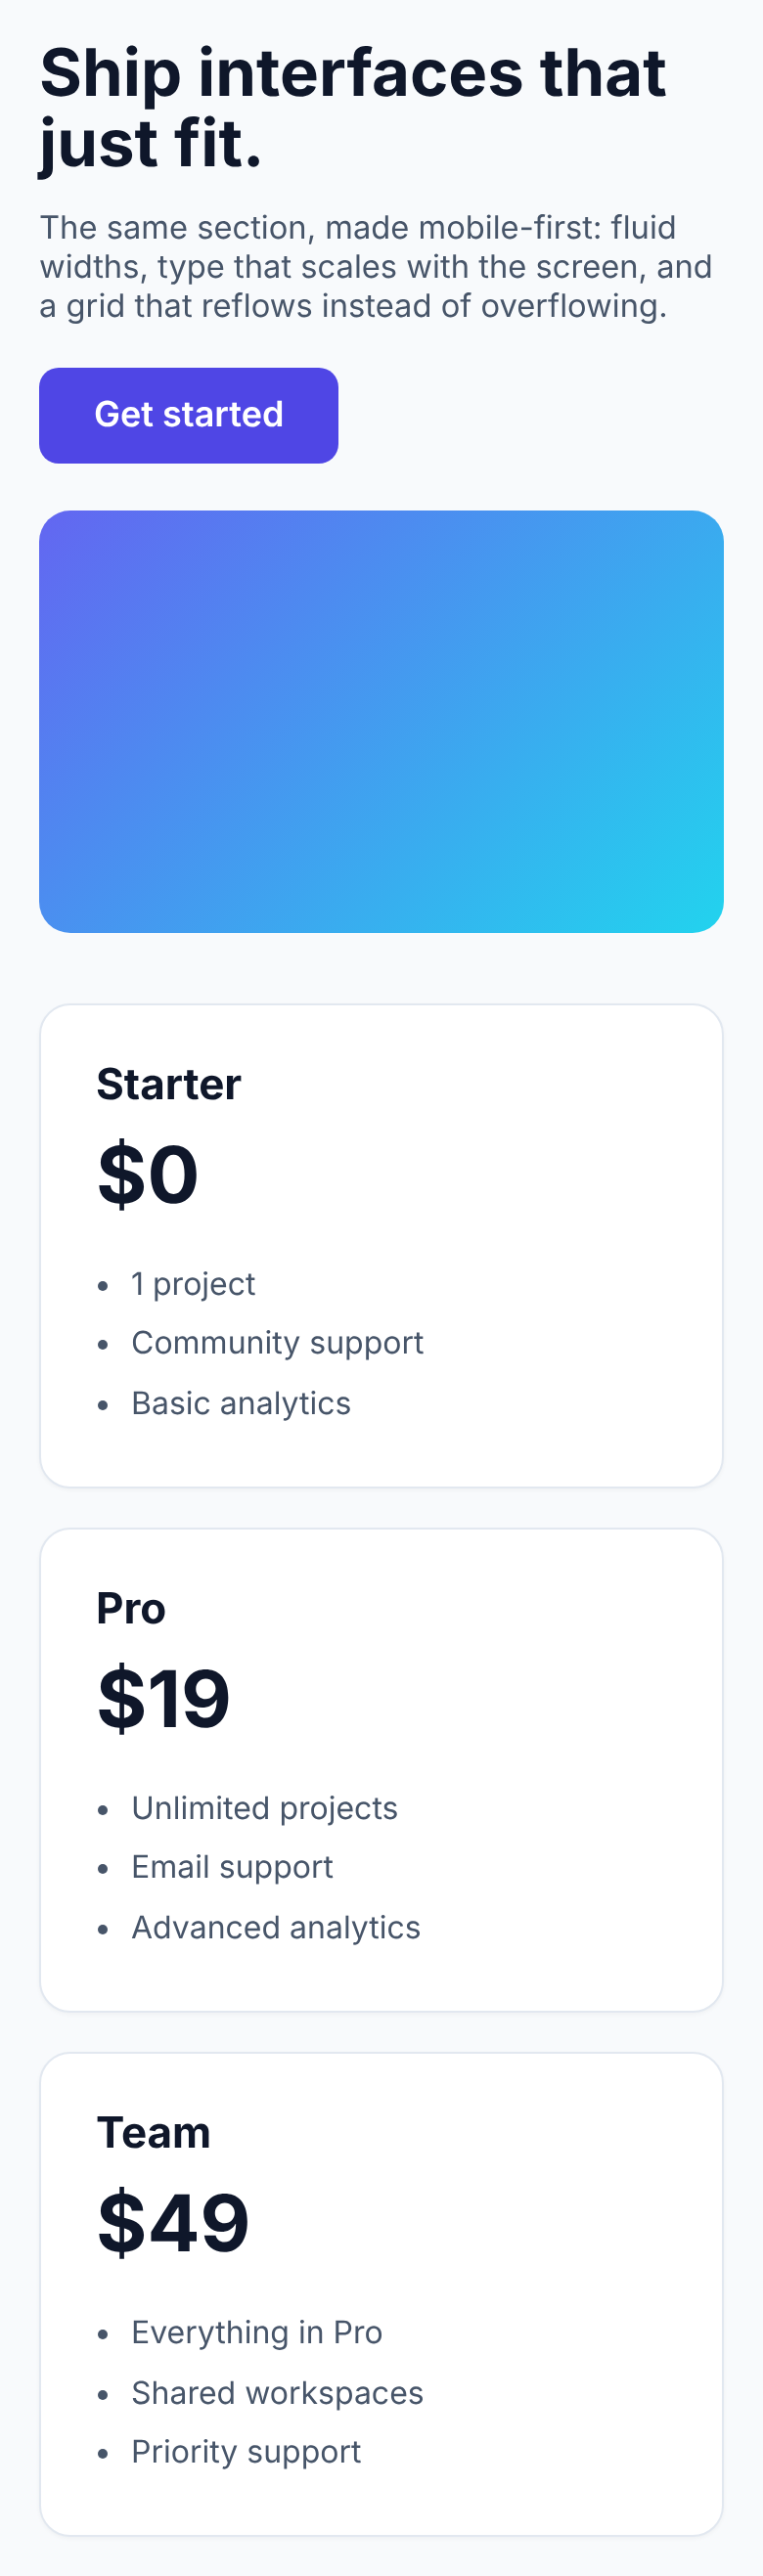 Ship interfaces that
just fit.
The same section, made mobile-first: fluid
widths, type that scales with the screen, and
a grid that reflows instead of overflowing.
Get started
Starter
$0
• 1 project
• Community support
• Basic analytics
Pro
$19
• Unlimited projects
• Email support
• Advanced analytics
Team
$49
• Everything in Pro
• Shared workspaces
• Priority support